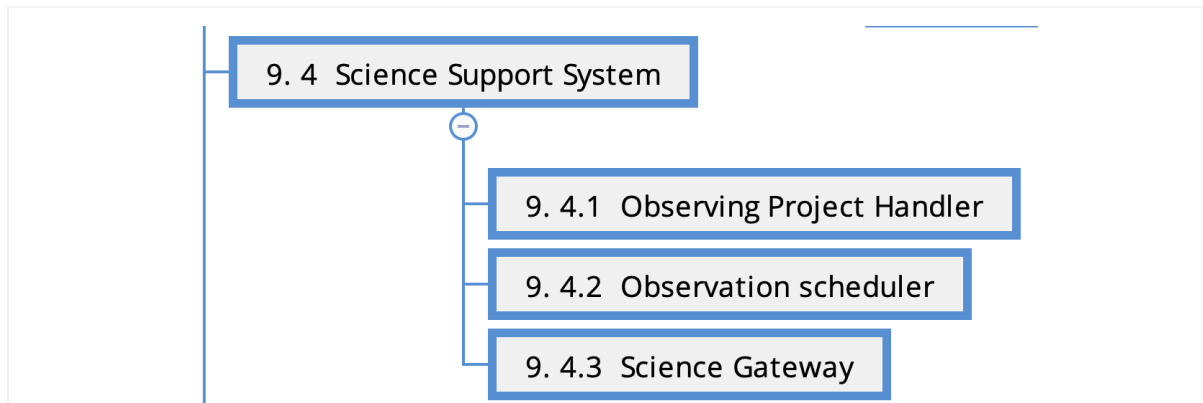 9. 4 Science Support System
9. 4.1 Observing Project Handler
9. 4.2 Observation scheduler
9. 4.3 Science Gateway